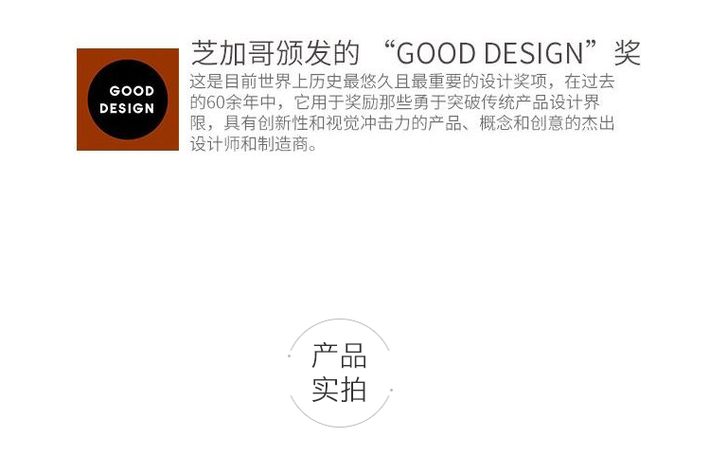 芝加哥颁发的 “GOOD DESIGN” 奖
GOOD
DESIGN
这是目前世界上历史最悠久且最重要的设计奖项，在过去
的60余年中，它用于奖励那些勇于突破传统产品设计界
限，具有创新性和视觉冲击力的产品、概念和创意的杰出
设计师和制造商。
产品
实拍